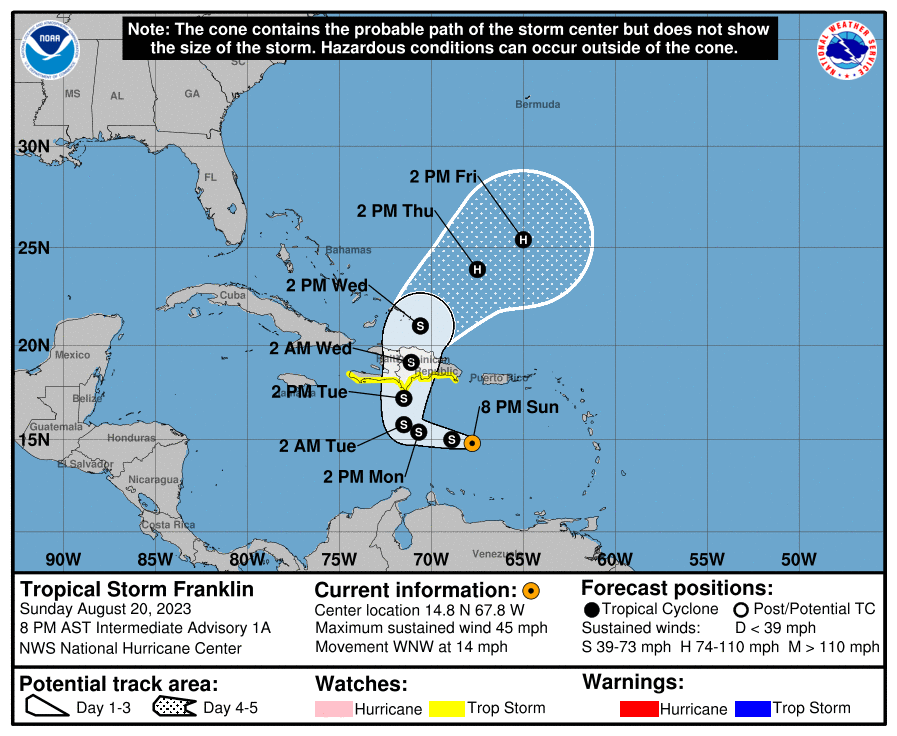 Note: The cone contains the probable path of the storm center but does not show
the size of the storm. Hazardous conditions can occur outside of the cone.
NOAA
NATIONAL WEATHER SERVICE
SC
MS
AL
GA
Bermuda
30N
FL
2 PM Fri
2 PM Thu
H
H
25N
Bahamas
2 PM Wed
Cuba
S
20N
2 AM Wed
Mexico
Haiti
Dominican
Republic
S
Puerto Rico
Jamaica
2 PM Tue
S
Belize
8 PM Sun
Guatemala
15N
Honduras
S
S
S
2 AM Tue
El Salvador
2 PM Mon
Nicaragua
Costa Rica
Venezuela
90W
85W
80W
75W
70W
65W
60W
55W
50W
Tropical Storm Franklin
Sunday August 20, 2023
8 PM AST Intermediate Advisory 1A
NWS National Hurricane Center
Current information:
Center location 14.8 N 67.8 W
Maximum sustained wind 45 mph
Movement WNW at 14 mph
Forecast positions:
Tropical Cyclone Post/Potential TC
Sustained winds: D < 39 mph
S 39-73 mph H 74-110 mph M > 110 mph
Potential track area:
Day 1-3 Day 4-5
Watches:
Hurricane Trop Storm
Warnings:
Hurricane Trop Storm